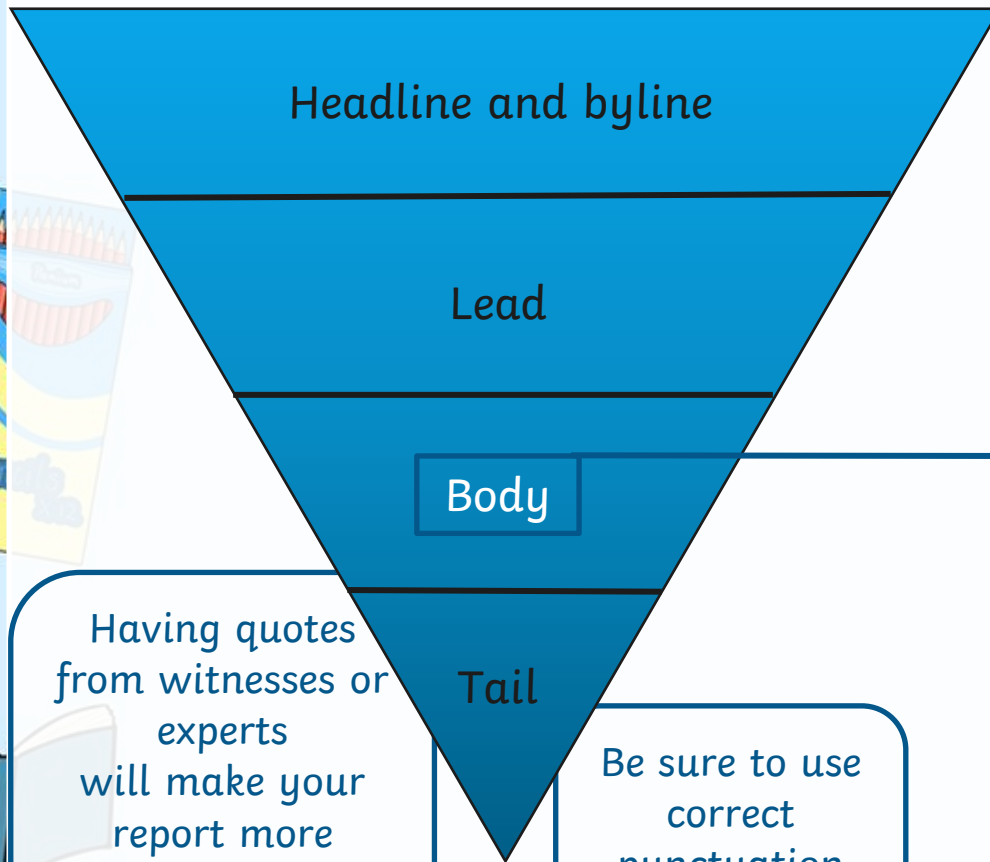 Headline and byline
Lead
Body
Tail
Having quotes
from witnesses or
experts
will make your
report more
Be sure to use
correct
punctuation